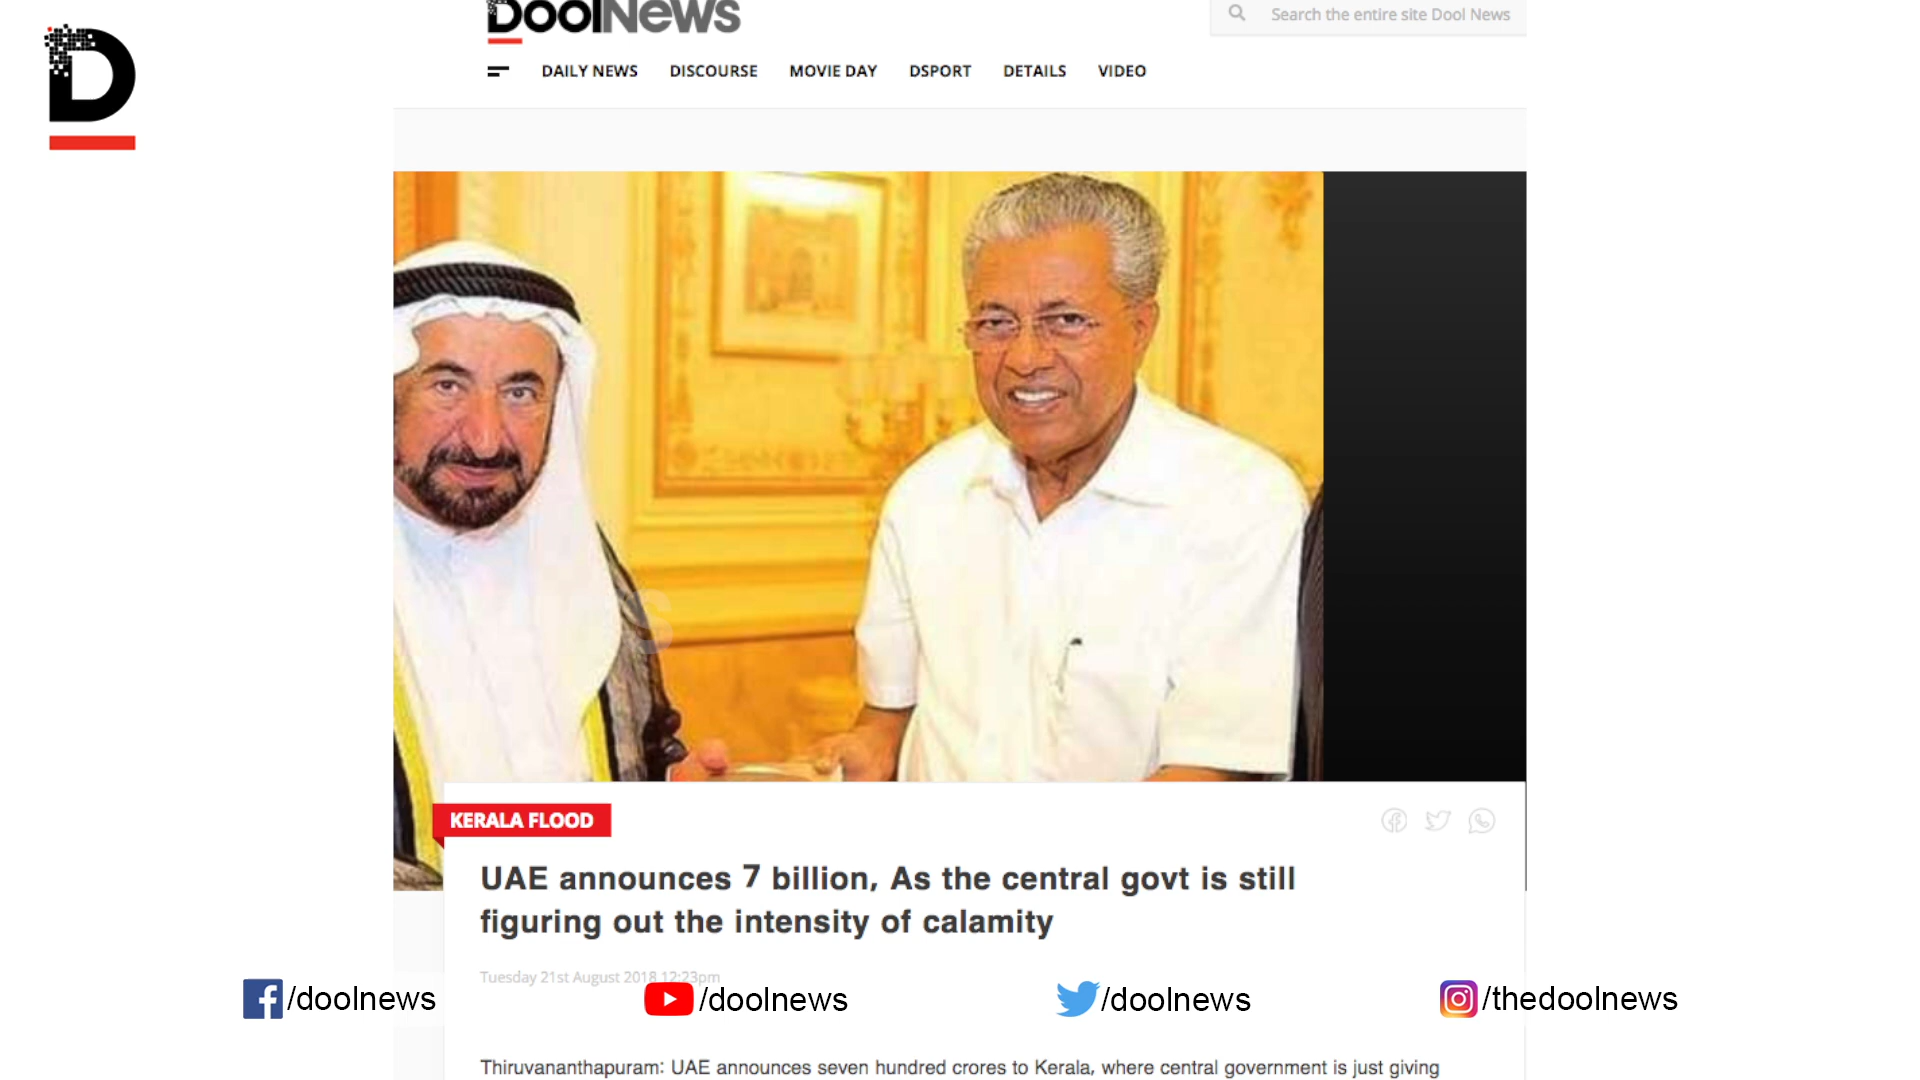 DOOLNEWS
Search the entire site Dool News
D
DAILY NEWS DISCOURSE MOVIE DAY DSPORT DETAILS VIDEO
S
KERALA FLOOD
UAE announces 7 billion, As the central govt is still
figuring out the intensity of calamity
Tuesday 21st August 2018 12:23pm
/doolnews /doolnews /doolnews /thedoolnews
Thiruvananthapuram: UAE announces seven hundred crores to Kerala, where central government is just giving